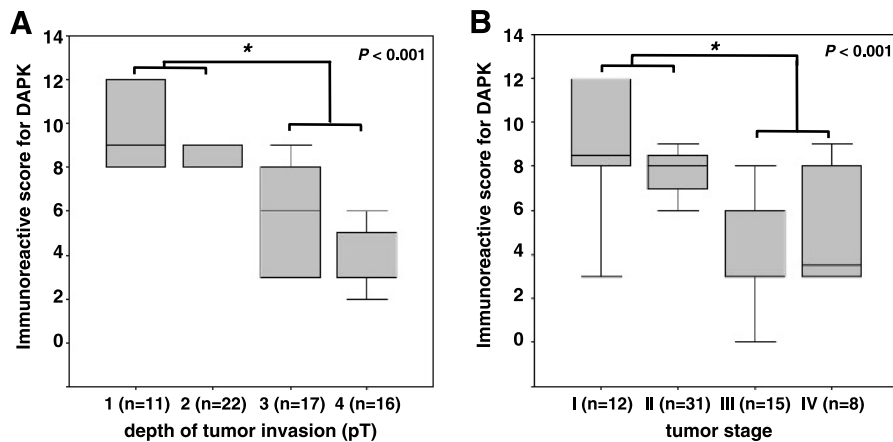 A
Immunoreactive score for DAPK
14
12
10
8
6
4
2
0
*
P < 0.001
1 (n=11) 2 (n=22) 3 (n=17) 4 (n=16)
depth of tumor invasion (pT)
B
Immunoreactive score for DAPK
14
12
10
8
6
4
2
0
*
P < 0.001
I (n=12) II (n=31) III (n=15) IV (n=8)
tumor stage